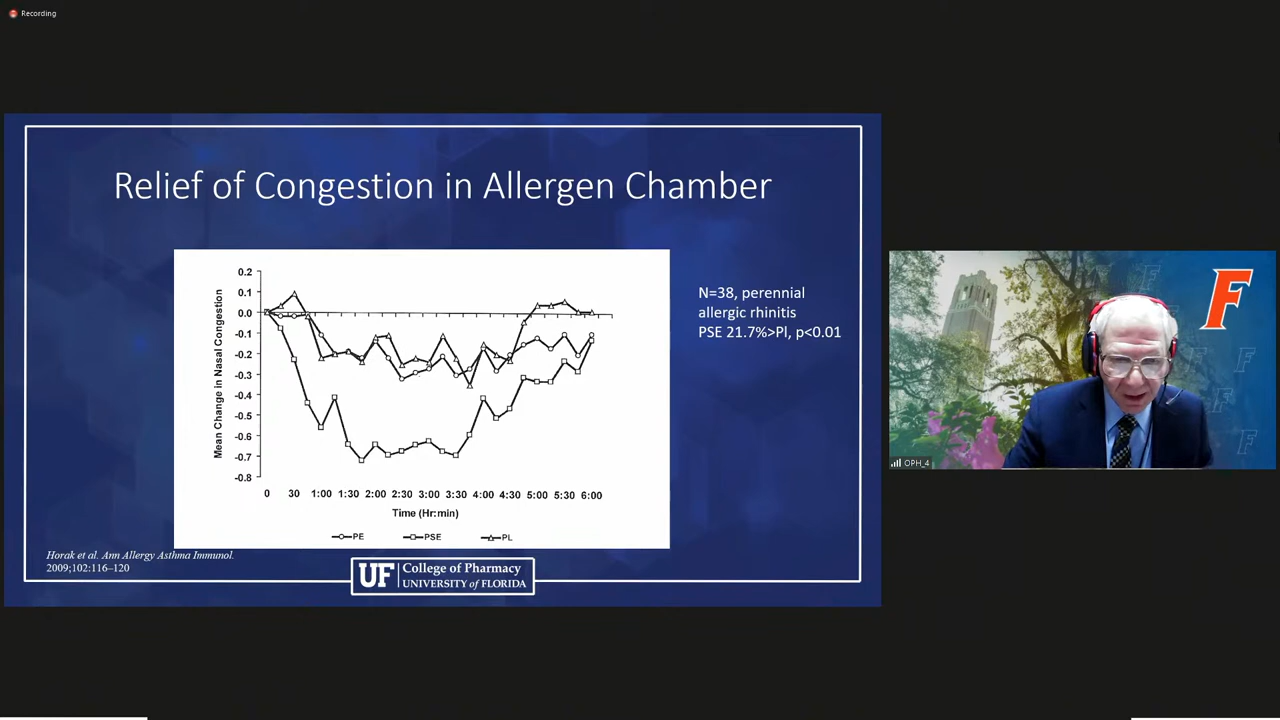 Recording
Relief of Congestion in Allergen Chamber
0.2
0.1
0.0
-0.1
-0.2
-0.3
-0.4
-0.5
-0.6
-0.7
-0.8
Mean Change in Nasal Congestion
0 30 1:00 1:30 2:00 2:30 3:00 3:30 4:00 4:30 5:00 5:30 6:00
Time (Hr:min)
PE PSE PL
N=38, perennial
allergic rhinitis
PSE 21.7%>Pl, p<0.01
Horak et al. Ann Allergy Asthma Immunol.
2009;102:116–120
UF College of Pharmacy
UNIVERSITY of FLORIDA
F
OPH_4